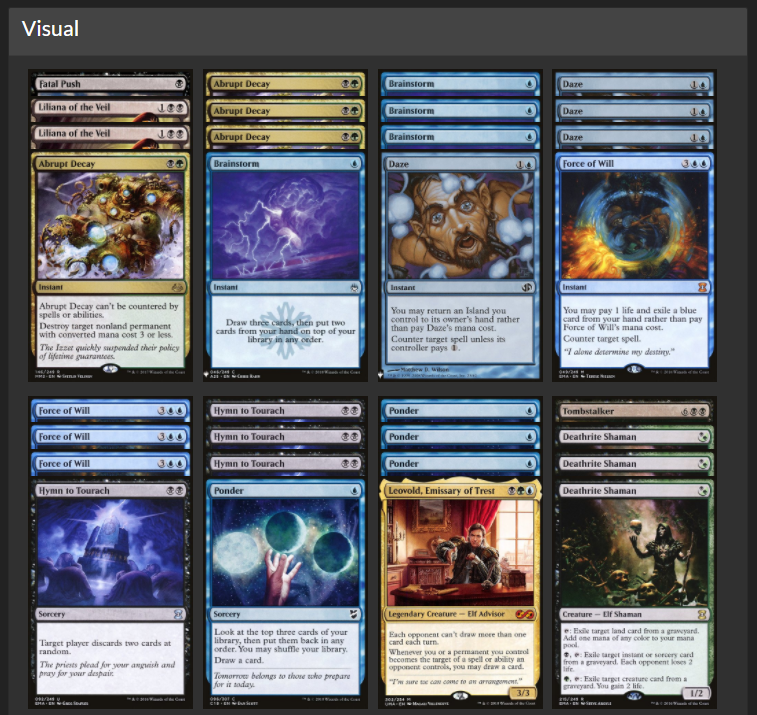 Visual
Fatal Push
Liliana of the Veil 1
Liliana of the Veil 1
Abrupt Decay
Instant
Abrupt Decay can't be countered by
spells or abilities.
Destroy target nonland permanent
with converted mana cost 3 or less.
The Izzet quickly suspended their policy
of lifetime guarantees.
Abrupt Decay
Abrupt Decay
Abrupt Decay
Brainstorm
Instant
Draw three cards, then put two
cards from your hand on top of your
library in any order.
Brainstorm
Brainstorm
Brainstorm
Daze 1
Instant
You may return an Island you
control to its owner's hand rather
than pay Daze's mana cost.
Counter target spell unless its
controller pays 1.
Daze 1
Daze 1
Daze 1
Force of Will 3
Instant
You may pay 1 life and exile a blue
card from your hand rather than pay
Force of Will's mana cost.
Counter target spell.
"I alone determine my destiny."
Force of Will 3
Force of Will 3
Force of Will 3
Hymn to Tourach
Sorcery
Target player discards two cards at
random.
The priests plead for your anguish and
pray for your despair.
Hymn to Tourach
Hymn to Tourach
Hymn to Tourach
Ponder
Sorcery
Look at the top three cards of your
library, then put them back in any
order. You may shuffle your library.
Draw a card.
Tomorrow belongs to those who prepare
for it today.
Ponder
Ponder
Ponder
Leovold, Emissary of Trest
Legendary Creature — Elf Advisor
Each opponent can't draw more than
one card each turn.
Whenever you or a permanent you control
becomes the target of a spell or ability an
opponent controls, you may draw a card.
"I'm sure we can come to an arrangement."
3/3
Tombstalker 6
Deathrite Shaman
Deathrite Shaman
Deathrite Shaman
Creature — Elf Shaman
: Exile target land card from a graveyard.
Add one mana of any color to your mana
pool.
, : Exile target instant or sorcery card
from a graveyard. Each opponent loses 2
life.
, : Exile target creature card from a
graveyard. You gain 2 life.
1/2